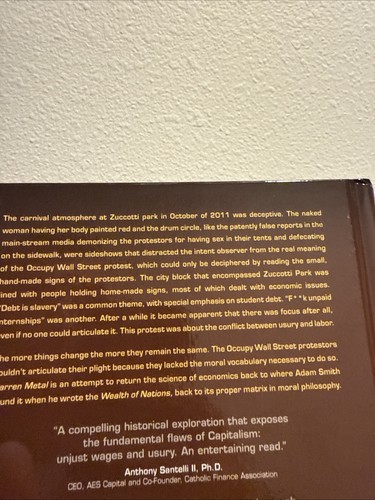 The carnival atmosphere at Zuccotti park in October of 2011 was deceptive. The naked
woman having her body painted red and the drum circle, like the patently false reports in the
main-stream media demonizing the protestors for having sex in their tents and defecating
on the sidewalk, were sideshows that distracted the intent observer from the real meaning
of the Occupy Wall Street protest, which could only be deciphered by reading the small,
hand-made signs of the protestors. The city block that encompassed Zuccotti Park was
ined with people holding home-made signs, most of which dealt with economic issues.
"Debt is slavery" was a common theme, with special emphasis on student debt. "F**k unpaid
nternships" was another. After a while it became apparent that there was focus after all,
ven if no one could articulate it. This protest was about the conflict between usury and labor.
he more things change the more they remain the same. The Occupy Wall Street protestors
ouldn't articulate their plight because they lacked the moral vocabulary necessary to do so.
arren Metal is an attempt to return the science of economics back to where Adam Smith
und it when he wrote the Wealth of Nations, back to its proper matrix in moral philosophy.
"A compelling historical exploration that exposes
the fundamental flaws of Capitalism:
unjust wages and usury. An entertaining read."
Anthony Santelli II, Ph.D.
CEO, AES Capital and Co-Founder, Catholic Finance Association